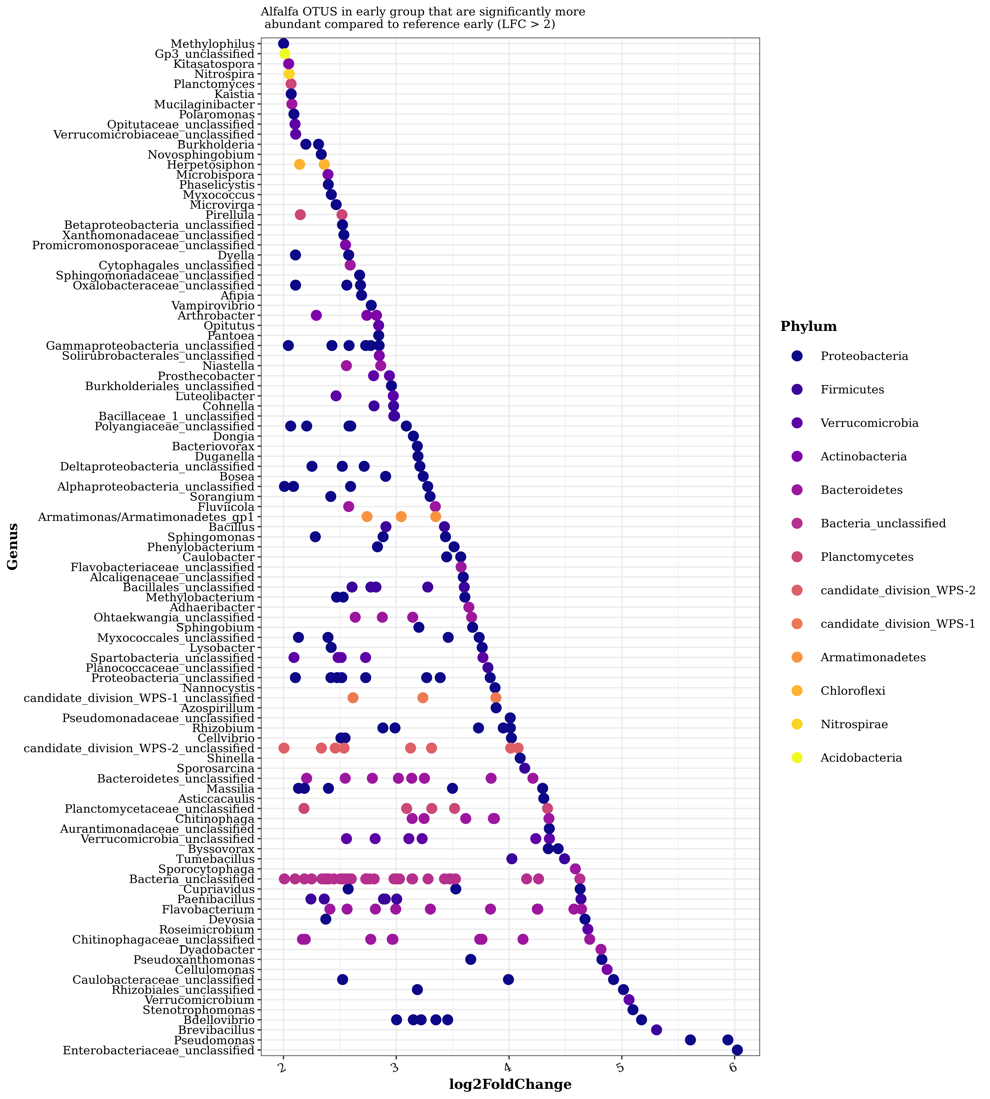 Alfalfa OTUS in early group that are significantly more
abundant compared to reference early (LFC > 2)
Methylophilus
Gp3_unclassified
Kitasatospora
Nitrospira
Planctomyces
Kaistia
Mucilaginibacter
Polaromonas
Opitutaceae_unclassified
Verrucomicrobiaceae_unclassified
Burkholderia
Novosphingobium
Herpetosiphon
Microbispora
Phaselicystis
Myxococcus
Microvirga
Pirellula
Betaproteobacteria_unclassified
Xanthomonadaceae_unclassified
Promicromonosporaceae_unclassified
Dyella
Cytophagales_unclassified
Sphingomonadaceae_unclassified
Oxalobacteraceae_unclassified
Afipia
Vampirovibrio
Arthrobacter
Opitutus
Pantoea
Gammaproteobacteria_unclassified
Solirubrobacterales_unclassified
Niastella
Prosthecobacter
Burkholderiales_unclassified
Luteolibacter
Cohnella
Bacillaceae_1_unclassified
Polyangiaceae_unclassified
Dongia
Bacteriovorax
Duganella
Deltaproteobacteria_unclassified
Bosea
Alphaproteobacteria_unclassified
Sorangium
Fluviicola
Armatimonas/Armatimonadetes_gp1
Bacillus
Sphingomonas
Phenylobacterium
Caulobacter
Flavobacteriaceae_unclassified
Alcaligenaceae_unclassified
Bacillales_unclassified
Methylobacterium
Adhaeribacter
Ohtaekwangia_unclassified
Sphingobium
Myxococcales_unclassified
Lysobacter
Spartobacteria_unclassified
Planococcaceae_unclassified
Proteobacteria_unclassified
Nannocystis
candidate_division_WPS-1_unclassified
Azospirillum
Pseudomonadaceae_unclassified
Rhizobium
Cellvibrio
candidate_division_WPS-2_unclassified
Shinella
Sporosarcina
Bacteroidetes_unclassified
Massilia
Asticcacaulis
Planctomycetaceae_unclassified
Chitinophaga
Aurantimonadaceae_unclassified
Verrucomicrobia_unclassified
Byssovorax
Tumebacillus
Sporocytophaga
Bacteria_unclassified
Cupriavidus
Paenibacillus
Flavobacterium
Devosia
Roseimicrobium
Chitinophagaceae_unclassified
Dyadobacter
Pseudoxanthomonas
Cellulomonas
Caulobacteraceae_unclassified
Rhizobiales_unclassified
Verrucomicrobium
Stenotrophomonas
Bdellovibrio
Brevibacillus
Pseudomonas
Enterobacteriaceae_unclassified
Genus
2 3 4 5 6
log2FoldChange
Phylum
Proteobacteria
Firmicutes
Verrucomicrobia
Actinobacteria
Bacteroidetes
Bacteria_unclassified
Planctomycetes
candidate_division_WPS-2
candidate_division_WPS-1
Armatimonadetes
Chloroflexi
Nitrospirae
Acidobacteria